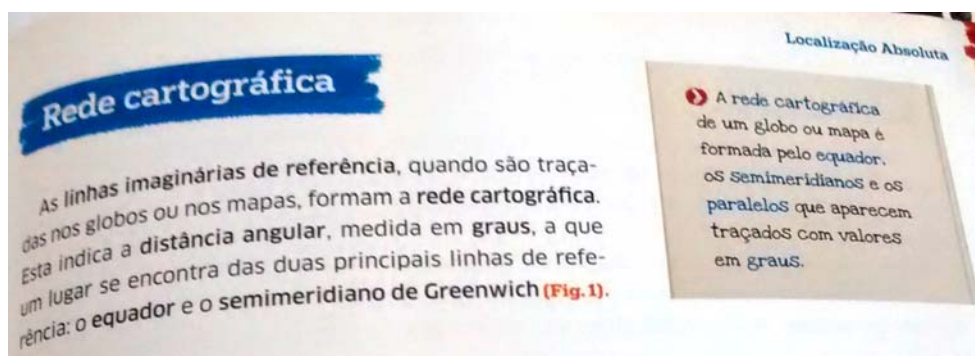 Localização Absoluta
Rede cartográfica
As linhas imaginárias de referência, quando são traça-
das nos globos ou nos mapas, formam a rede cartográfica.
Esta indica a distância angular, medida em graus, a que
um lugar se encontra das duas principais linhas de refe-
rência: o equador e o semimeridiano de Greenwich (Fig. 1).
A rede cartográfica
de um globo ou mapa é
formada pelo equador,
os semimeridianos e os
paralelos que aparecem
traçados com valores
em graus.